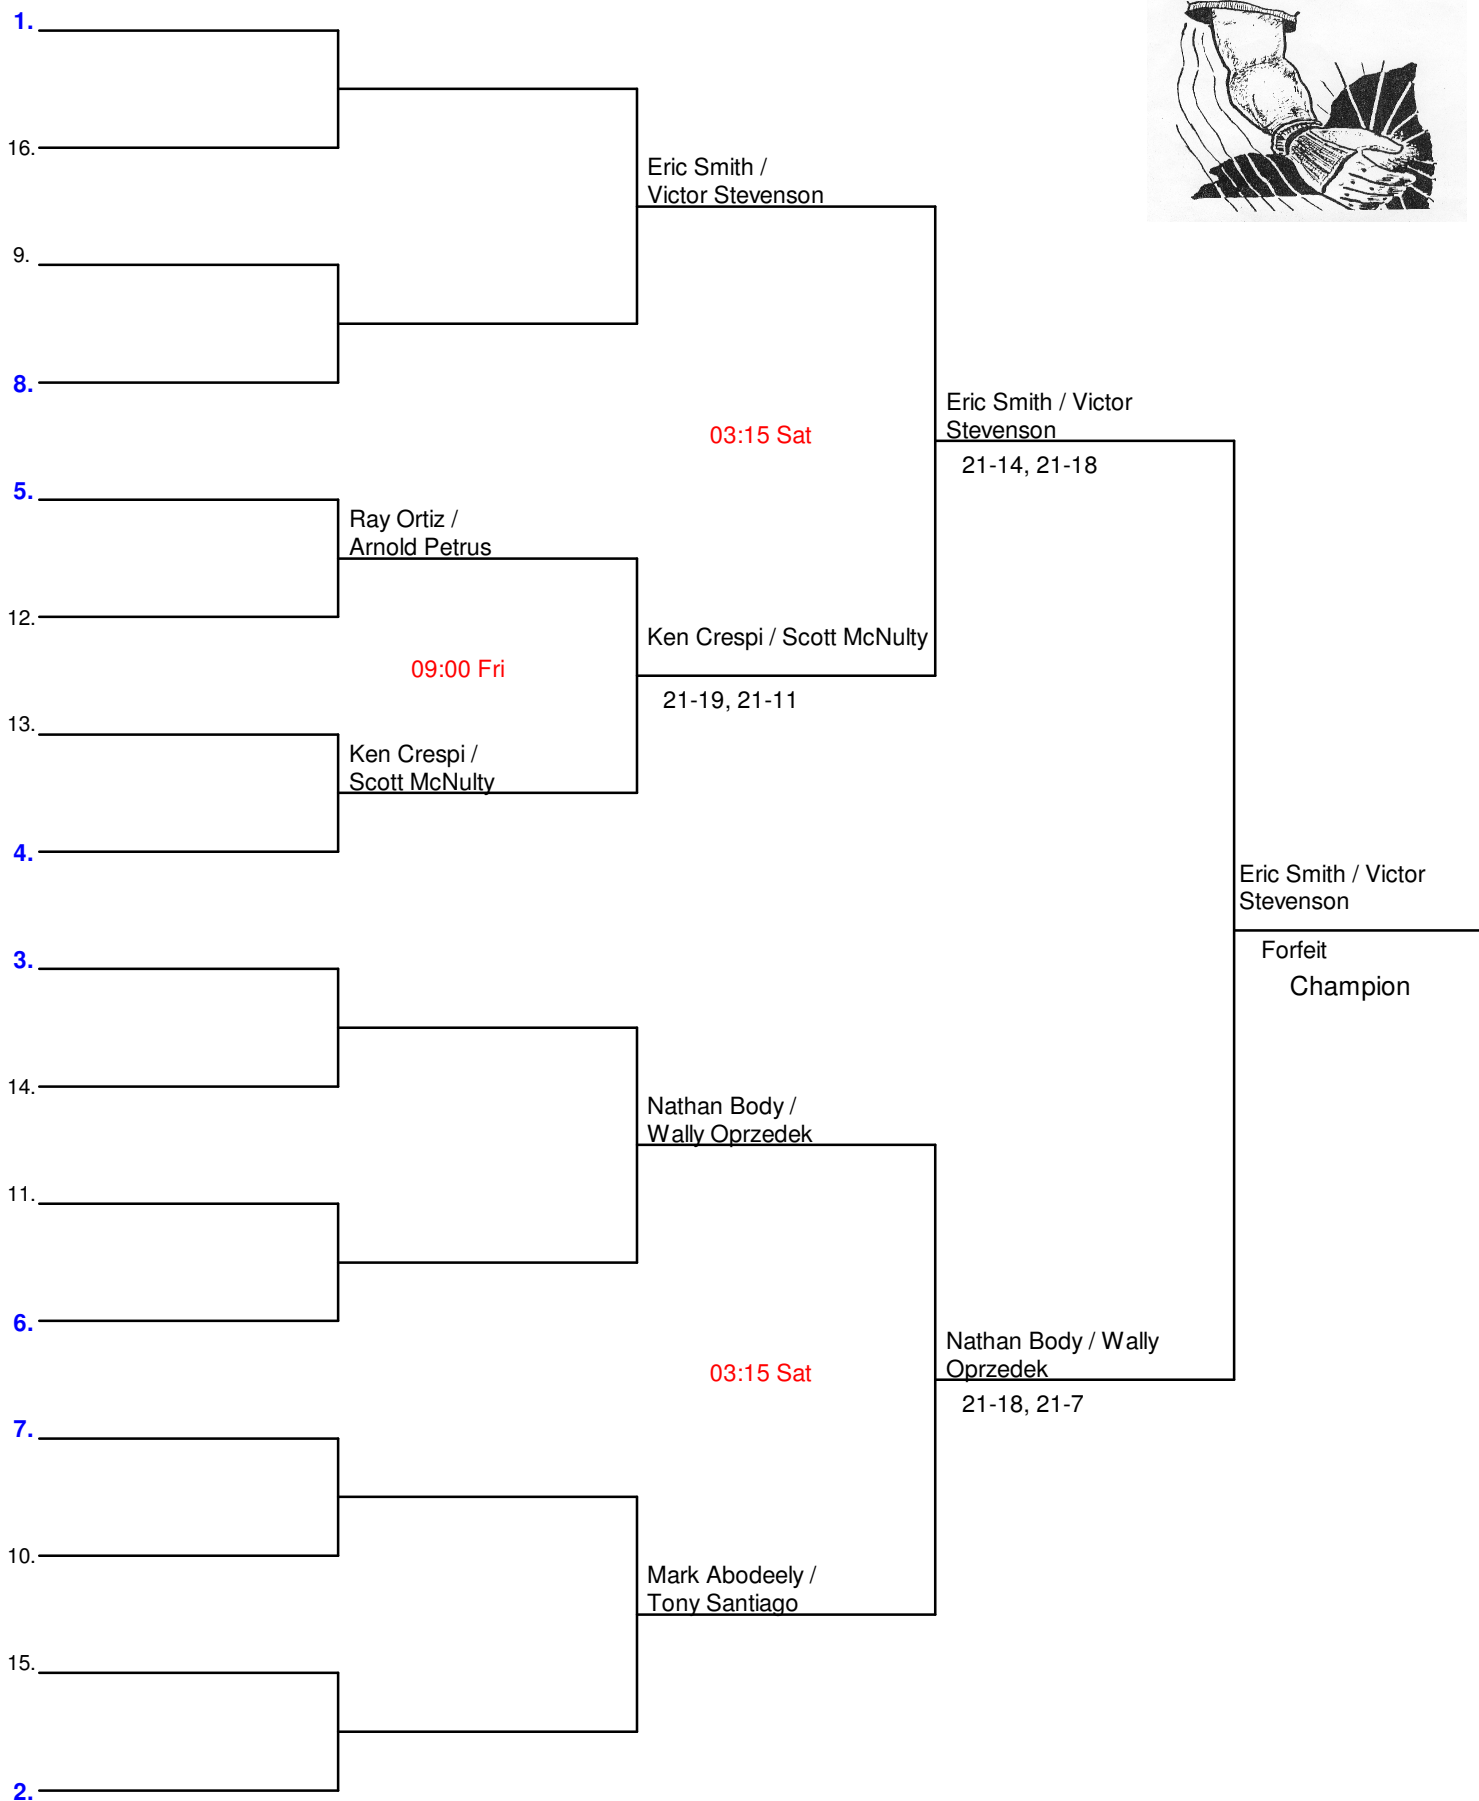 1.
16.
Eric Smith /
Victor Stevenson
9.
8.
Eric Smith / Victor
Stevenson
03:15 Sat
21-14, 21-18
5.
Ray Ortiz /
Arnold Petrus
12.
Ken Crespi / Scott McNulty
09:00 Fri
21-19, 21-11
13.
Ken Crespi /
Scott McNulty
4.
Eric Smith / Victor
Stevenson
3.
Forfeit
Champion
14.
Nathan Body /
Wally Oprzedek
11.
6.
Nathan Body / Wally
Oprzedek
03:15 Sat
21-18, 21-7
7.
10.
Mark Abodeely /
Tony Santiago
15.
2.